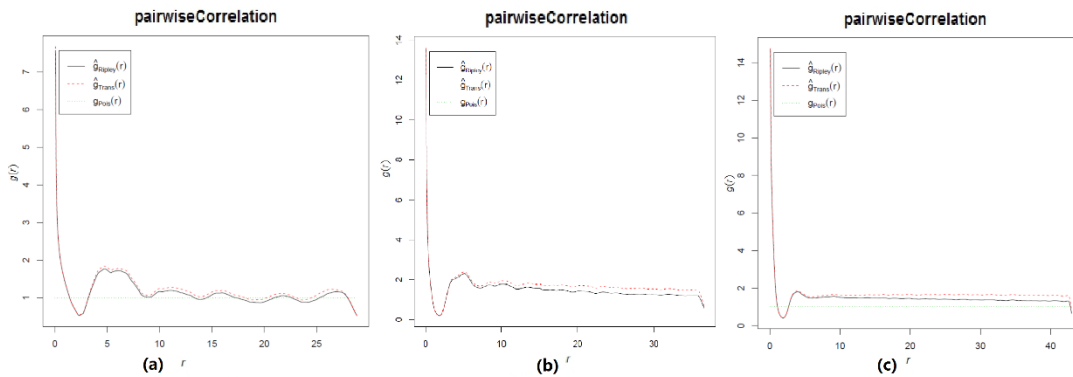 pairwiseCorrelation
7
6
5
4
3
2
1
g(r)
ĝRipley(r)
ĝTrans(r)
gPois(r)
0 5 10 15 20 25
(a) r
pairwiseCorrelation
14
12
10
8
6
4
2
0
g(r)
ĝRipley(r)
ĝTrans(r)
gPois(r)
0 10 20 30
(b) r
pairwiseCorrelation
14
12
10
8
6
4
2
0
g(r)
ĝRipley(r)
ĝTrans(r)
gPois(r)
0 10 20 30 40
(c) r